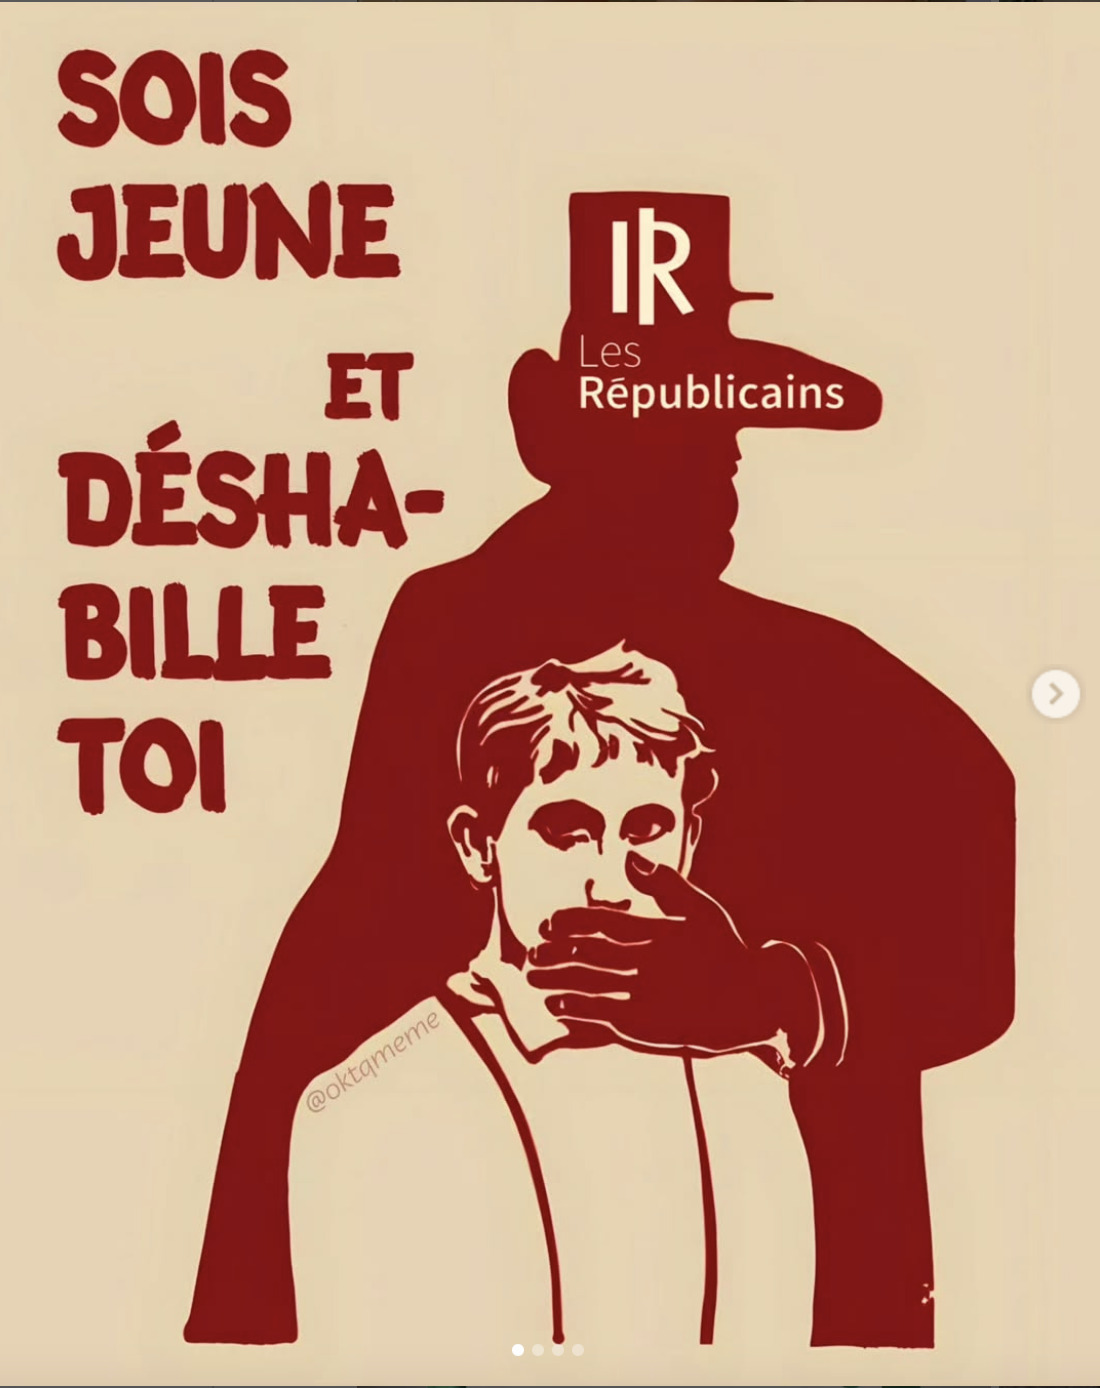 SOIS
JEUNE
ET
DÉSHA-
BILLE
TOI
lR
Les
Républicains
@oktqmeme